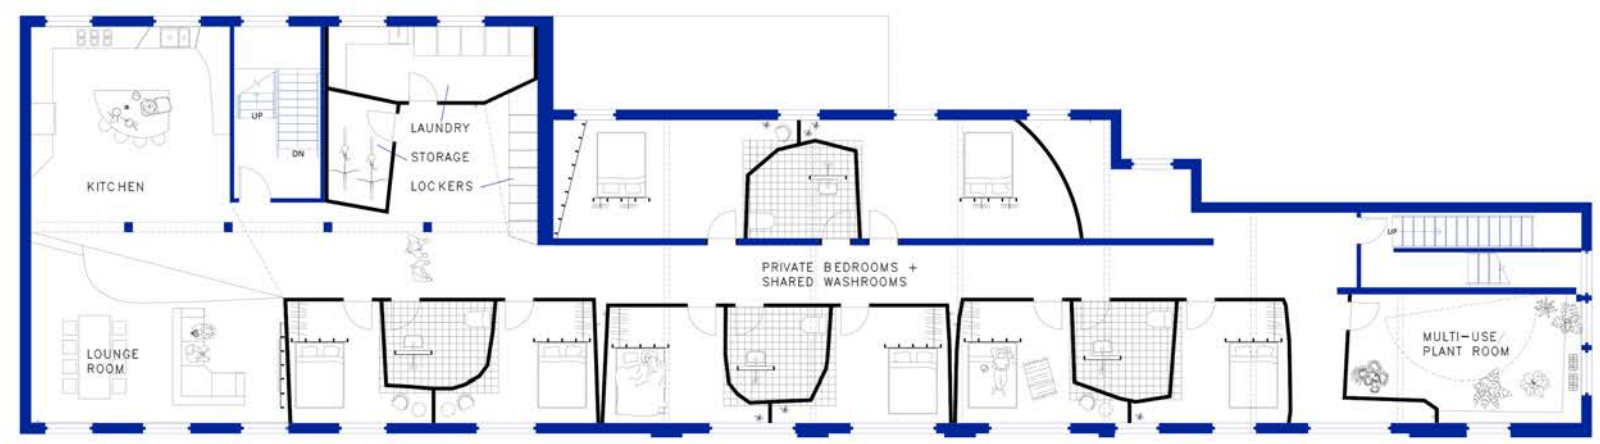 UP
DN
KITCHEN
LAUNDRY
STORAGE
LOCKERS
PRIVATE BEDROOMS +
SHARED WASHROOMS
UP
LOUNGE
ROOM
MULTI-USE
PLANT ROOM